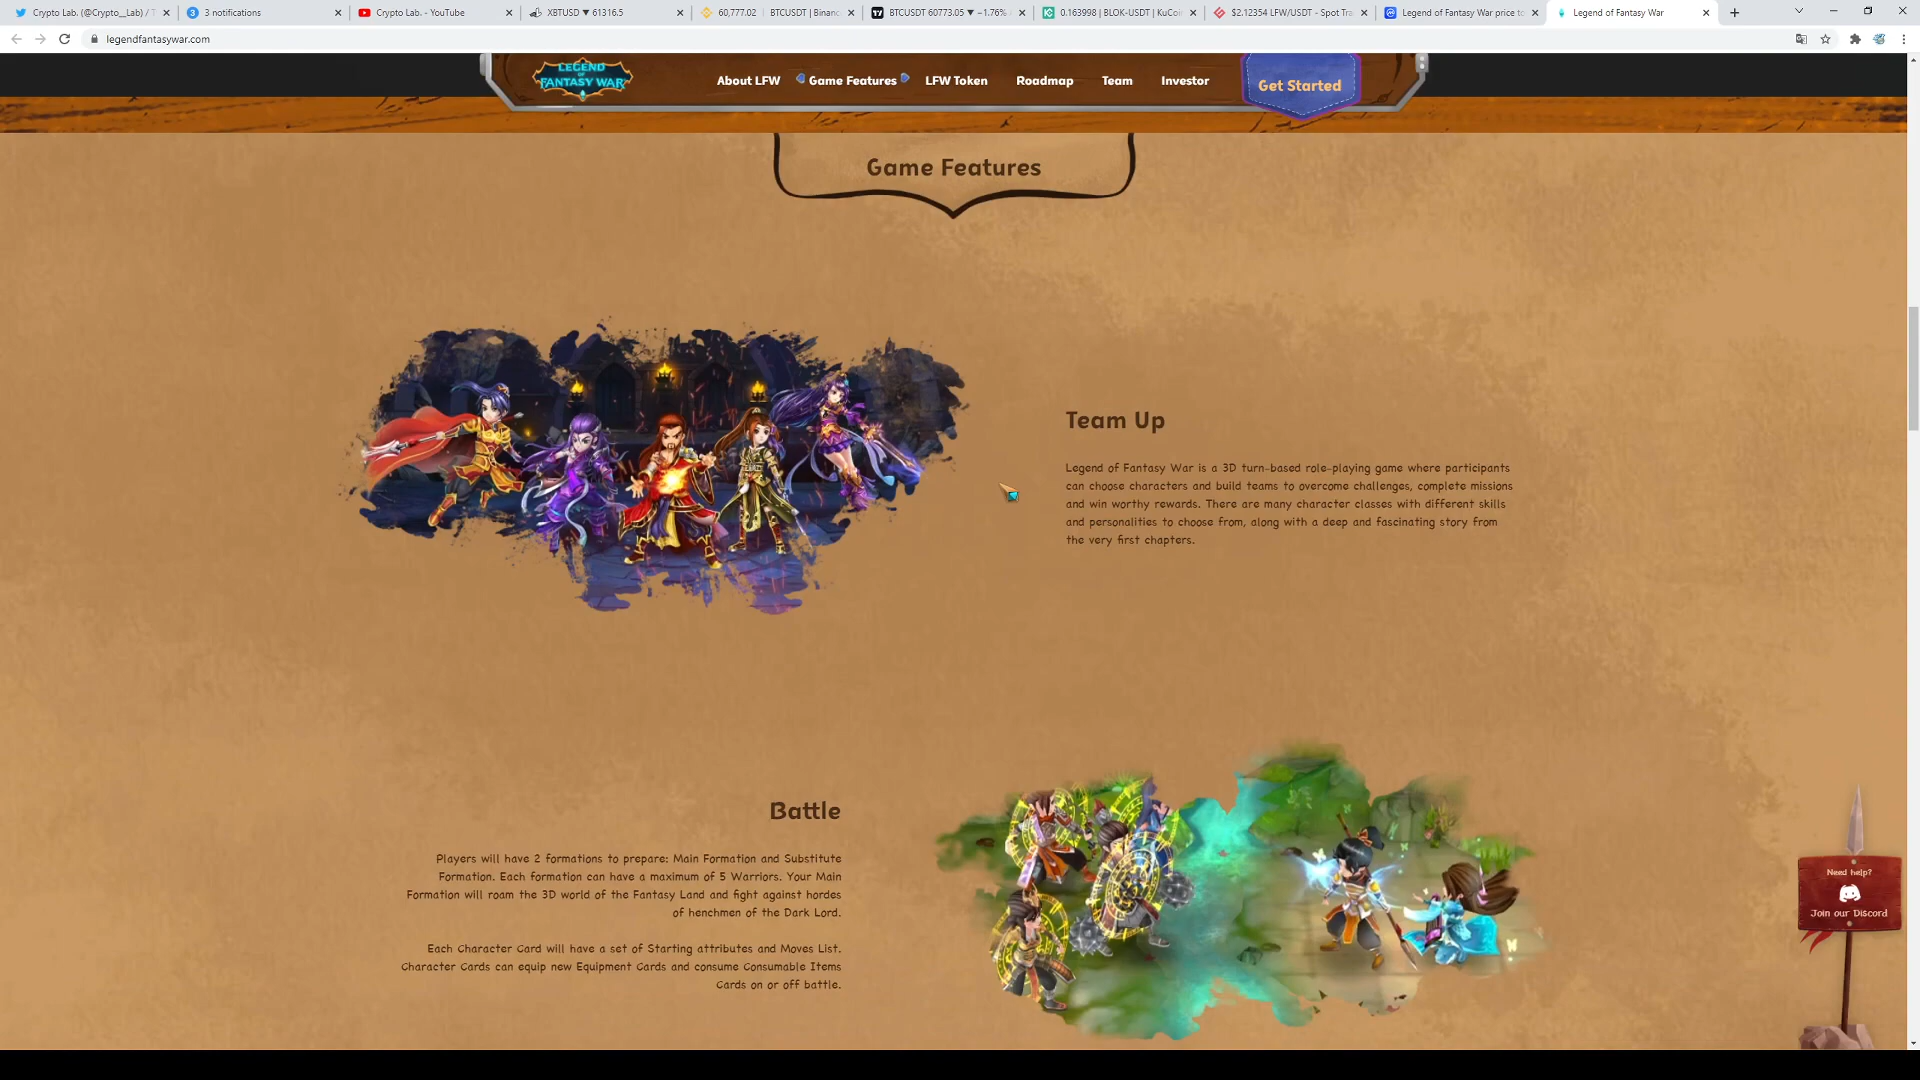 Crypto Lab. (@Crypto__Lab) / T
3 notifications
Crypto Lab. - YouTube
XBTUSD ▼ 61316.5
60,777.02 | BTCUSDT | Binanc
BTCUSDT 60773.05 ▼ −1.76%
0.163998 | BLOK-USDT | KuCoi
$2.12354 LFW/USDT - Spot Tra
Legend of Fantasy War price to
Legend of Fantasy War
legendfantasywar.com
LEGEND
OF
FANTASY WAR
About LFW
Game Features
LFW Token
Roadmap
Team
Investor
Get Started
Game Features
Team Up
Legend of Fantasy War is a 3D turn-based role-playing game where participants
can choose characters and build teams to overcome challenges, complete missions
and win worthy rewards. There are many character classes with different skills
and personalities to choose from, along with a deep and fascinating story from
the very first chapters.
Battle
Players will have 2 formations to prepare: Main Formation and Substitute
Formation. Each formation can have a maximum of 5 Warriors. Your Main
Formation will roam the 3D world of the Fantasy Land and fight against hordes
of henchmen of the Dark Lord.
Each Character Card will have a set of Starting attributes and Moves List.
Character Cards can equip new Equipment Cards and consume Consumable Items
Cards on or off battle.
Need help?
Join our Discord